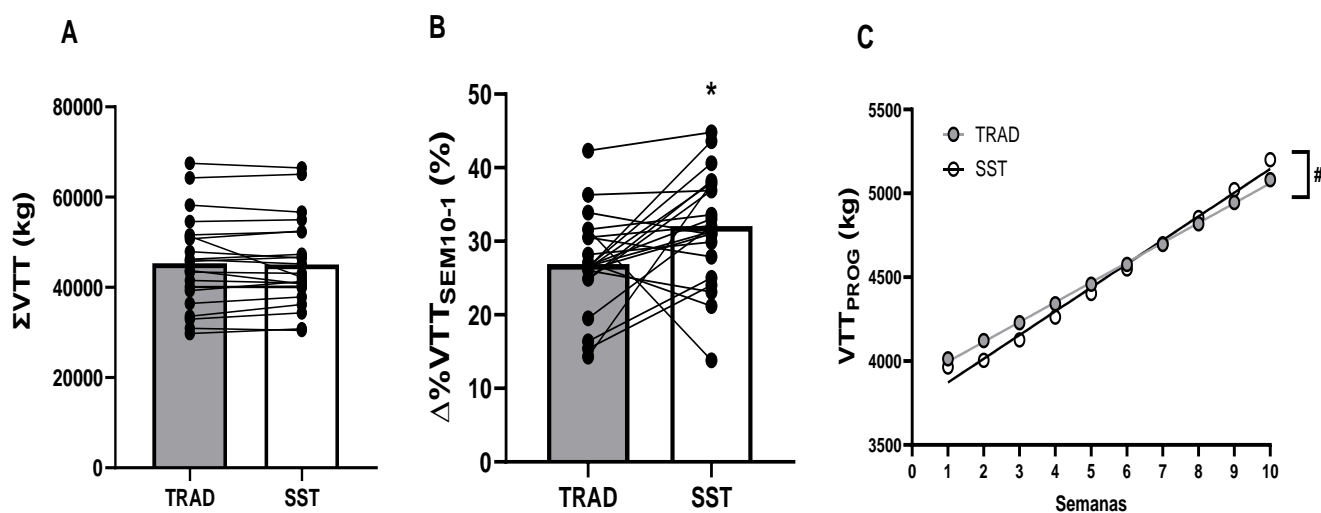 A
ΣVTT (kg)
80000
60000
40000
20000
0
TRAD
SST
B
Δ%VTT SEM10-1 (%)
50
40
30
20
10
0
*
TRAD
SST
C
VTT PROG (kg)
5500
5000
4500
4000
3500
TRAD
SST
#
0 1 2 3 4 5 6 7 8 9 10
Semanas